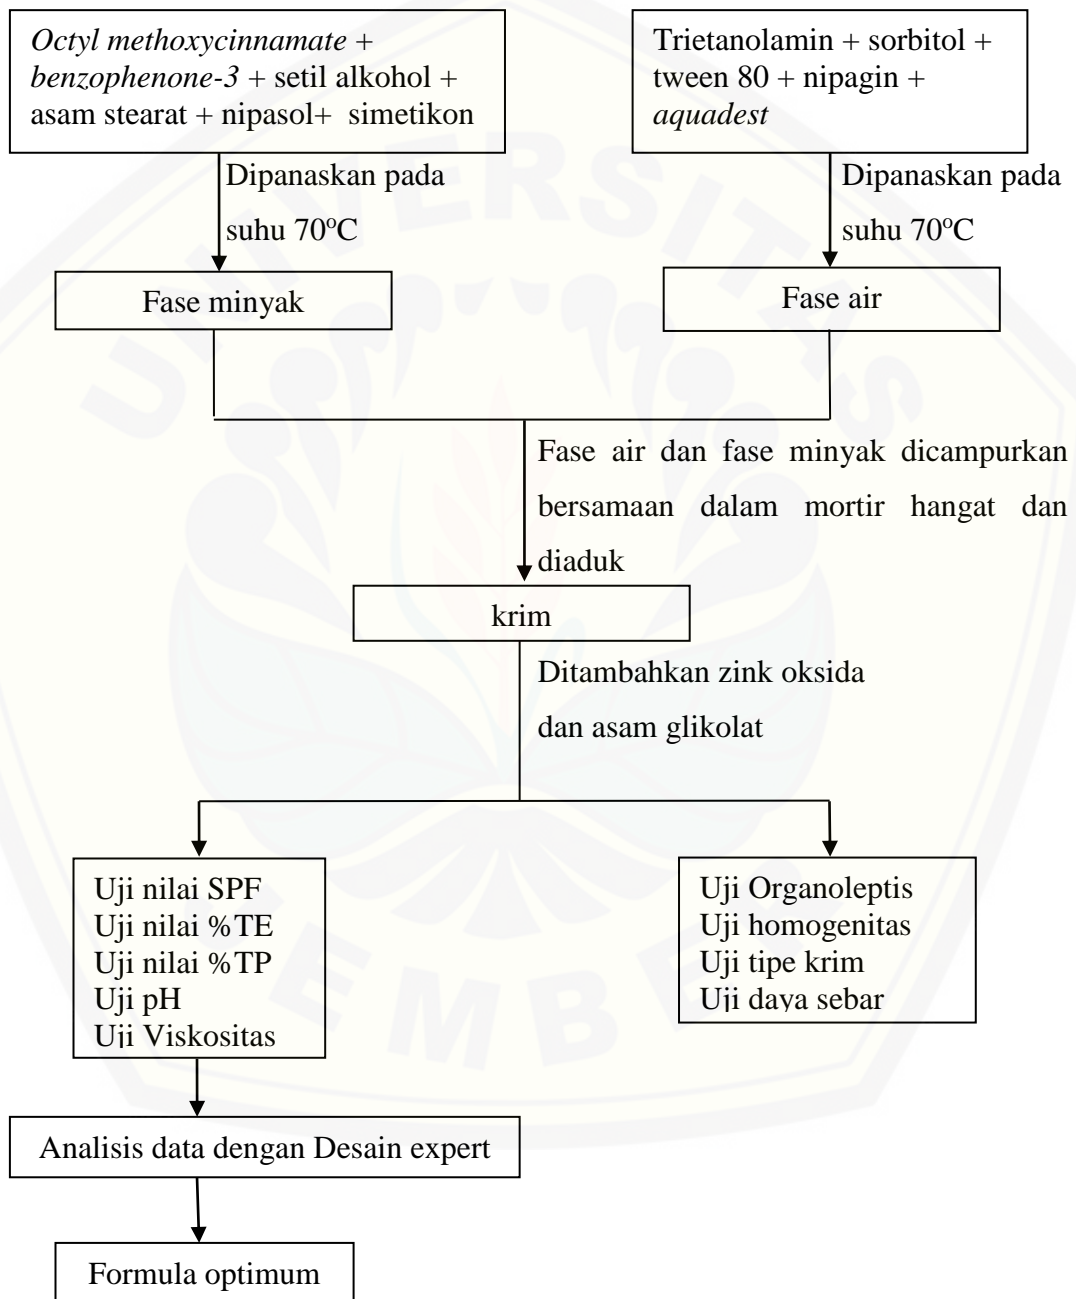 Octyl methoxycinnamate +
benzophenone-3 + setil alkohol +
asam stearat + nipasol+ simetikon
Trietanolamin + sorbitol +
tween 80 + nipagin +
aquadest
Dipanaskan pada
suhu 70°C
Dipanaskan pada
suhu 70°C
Fase minyak
Fase air
Fase air dan fase minyak dicampurkan
bersamaan dalam mortir hangat dan
diaduk
krim
Ditambahkan zink oksida
dan asam glikolat
Uji nilai SPF
Uji nilai %TE
Uji nilai %TP
Uji pH
Uji Viskositas
Uji Organoleptis
Uji homogenitas
Uji tipe krim
Uji daya sebar
Analisis data dengan Desain expert
Formula optimum
UNIVERSITAS
JEMBER